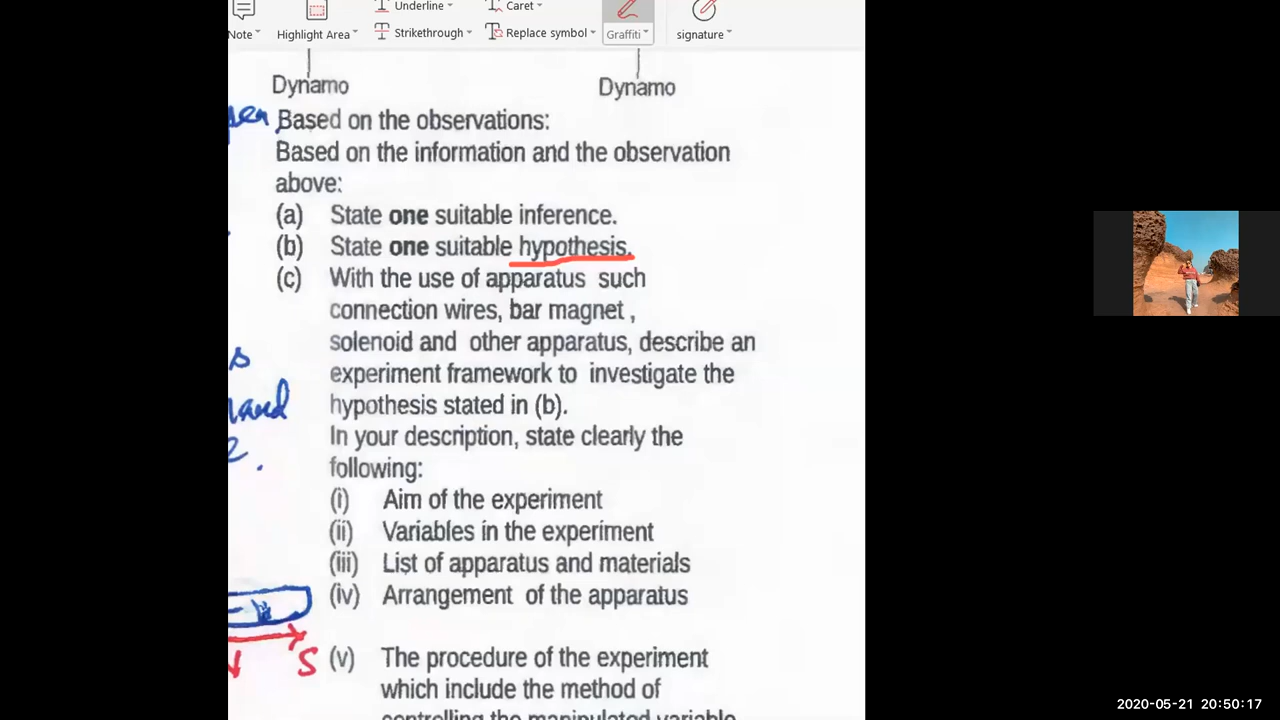 Underline
Caret
Note
Highlight Area
Strikethrough
Replace symbol
Graffiti
signature
Dynamo
Dynamo
Based on the observations:
Based on the information and the observation
above:
(a) State one suitable inference.
(b) State one suitable hypothesis.
(c) With the use of apparatus such
connection wires, bar magnet ,
solenoid and other apparatus, describe an
experiment framework to investigate the
hypothesis stated in (b).
In your description, state clearly the
following:
(i) Aim of the experiment
(ii) Variables in the experiment
(iii) List of apparatus and materials
(iv) Arrangement of the apparatus
S
(v) The procedure of the experiment
which include the method of
controlling the manipulated variable
2020-05-21 20:50:17